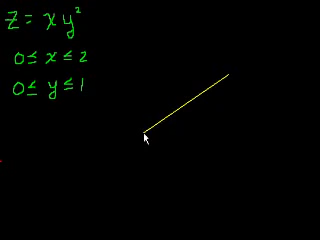 z = xy²
0 ≤ x ≤ 2
0 ≤ y ≤ 1